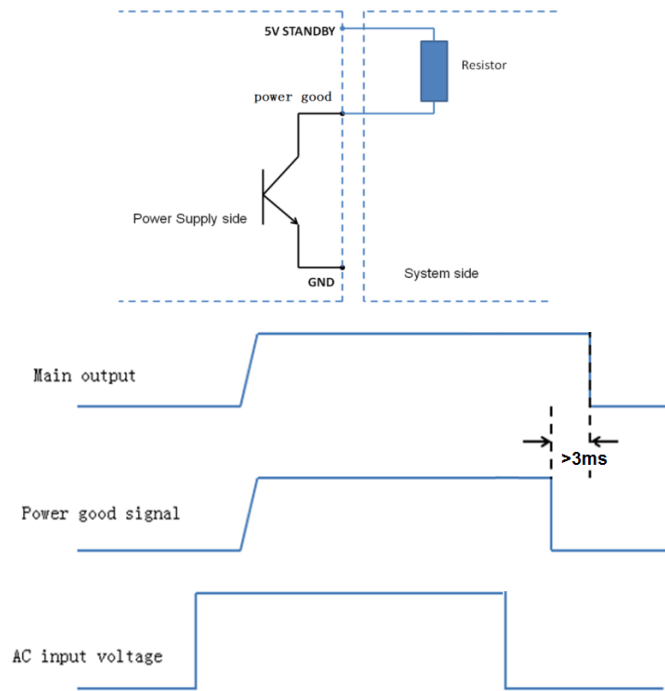 5V STANDBY
Resistor
power good
Power Supply side
System side
GND
Main output
>3ms
Power good signal
AC input voltage